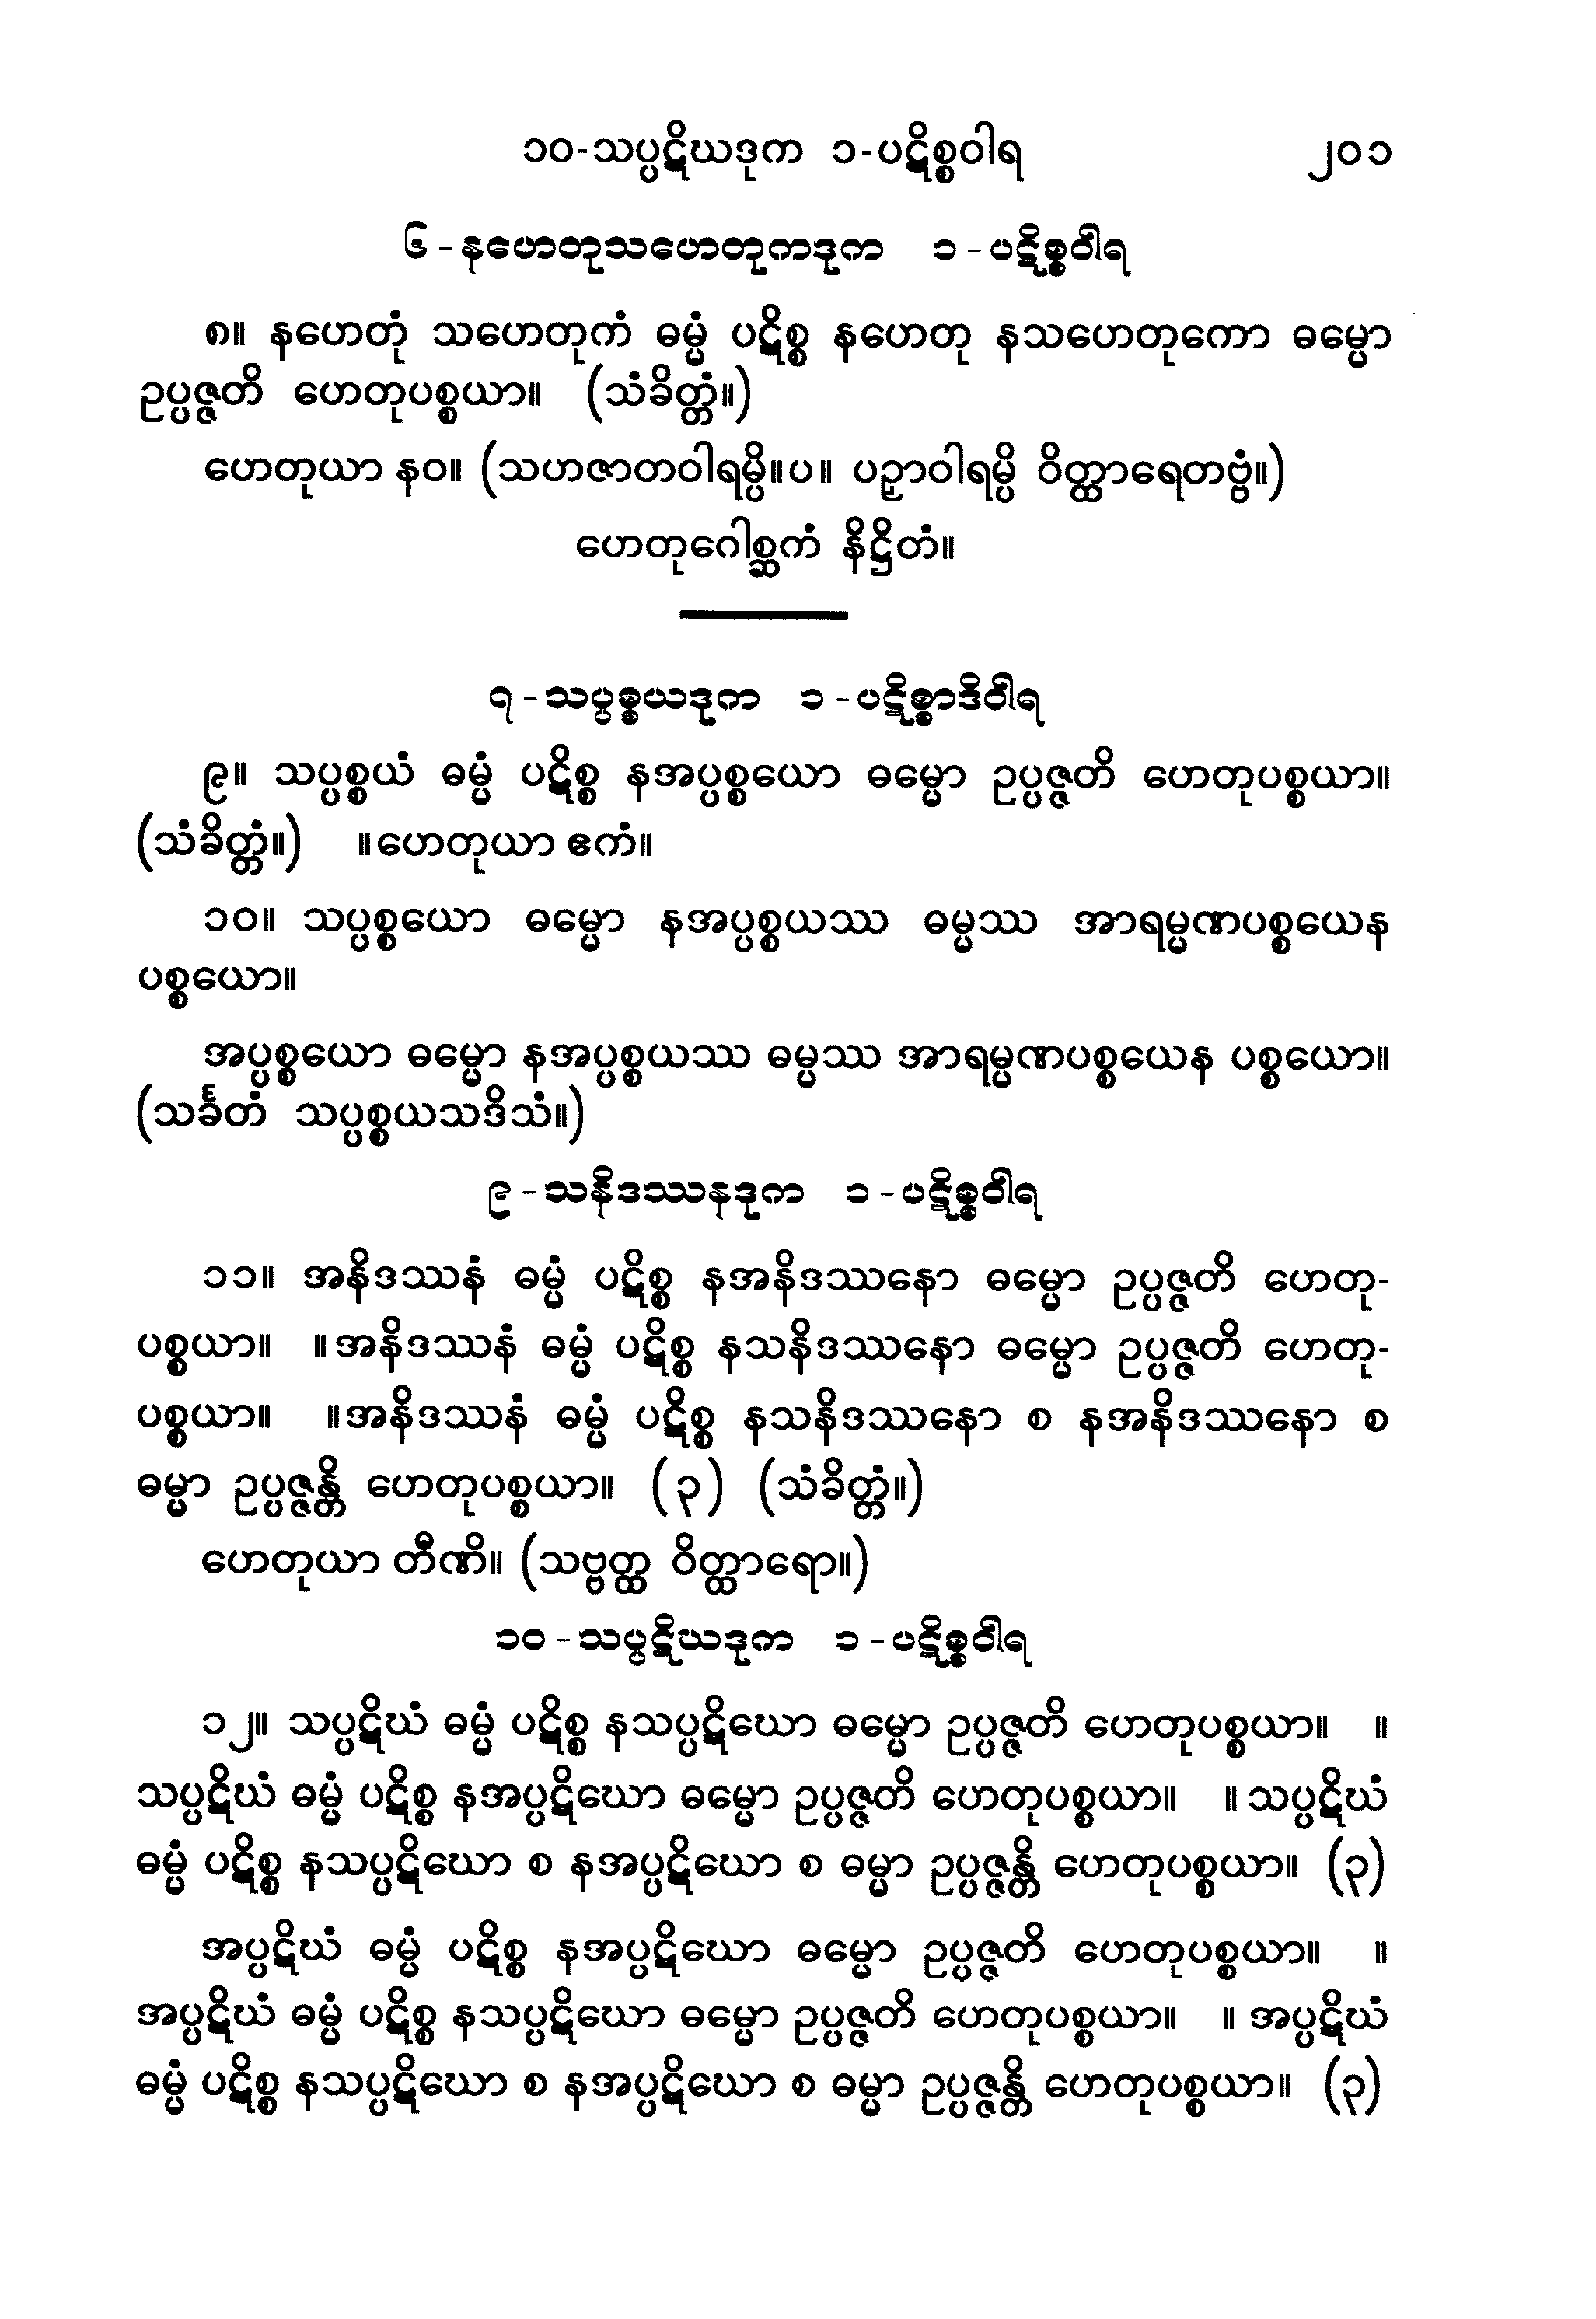 ၁၀-သပ္ပဋိဃဒုက ၁-ပဋိစ္စဝါရ ၂၀၁
၆-နဟေတုသဟေတုကဒုက ၁-ပဋိစ္စဝါရ
၈။ နဟေတုံ သဟေတုကံ ဓမ္မံ ပဋိစ္စ နဟေတု နသဟေတုကော ဓမ္မော
ဥပ္ပဇ္ဇတိ ဟေတုပစ္စယာ။ (သံခိတ္တံ။)
ဟေတုယာ နဝ။ (သဟဇာတဝါရမ္ပိ။ပ။ ပဉှာဝါရမ္ပိ ဝိတ္ထာရေတဗ္ဗံ။)
ဟေတုဂေါစ္ဆကံ နိဋ္ဌိတံ။
၇-သပ္ပစ္စယဒုက ၁-ပဋိစ္စာဒိဝါရ
၉။ သပ္ပစ္စယံ ဓမ္မံ ပဋိစ္စ နအပ္ပစ္စယော ဓမ္မော ဥပ္ပဇ္ဇတိ ဟေတုပစ္စယာ။
(သံခိတ္တံ။) ။ဟေတုယာ ဧကံ။
၁၀။ သပ္ပစ္စယော ဓမ္မော နအပ္ပစ္စယဿ ဓမ္မဿ အာရမ္မဏပစ္စယေန
ပစ္စယော။
အပ္ပစ္စယော ဓမ္မော နအပ္ပစ္စယဿ ဓမ္မဿ အာရမ္မဏပစ္စယေန ပစ္စယော။
(သင်္ခတံ သပ္ပစ္စယသဒိသံ။)
၉-သနိဒဿနဒုက ၁-ပဋိစ္စဝါရ
၁၁။ အနိဒဿနံ ဓမ္မံ ပဋိစ္စ နအနိဒဿနော ဓမ္မော ဥပ္ပဇ္ဇတိ ဟေတု-
ပစ္စယာ။ ။အနိဒဿနံ ဓမ္မံ ပဋိစ္စ နသနိဒဿနော ဓမ္မော ဥပ္ပဇ္ဇတိ ဟေတု-
ပစ္စယာ။ ။အနိဒဿနံ ဓမ္မံ ပဋိစ္စ နသနိဒဿနော စ နအနိဒဿနော စ
ဓမ္မာ ဥပ္ပဇ္ဇန္တိ ဟေတုပစ္စယာ။ (၃) (သံခိတ္တံ။)
ဟေတုယာ တီဏိ။ (သဗ္ဗတ္ထ ဝိတ္ထာရော။)
၁၀-သပ္ပဋိဃဒုက ၁-ပဋိစ္စဝါရ
၁၂။ သပ္ပဋိဃံ ဓမ္မံ ပဋိစ္စ နသပ္ပဋိဃော ဓမ္မော ဥပ္ပဇ္ဇတိ ဟေတုပစ္စယာ။ ။
သပ္ပဋိဃံ ဓမ္မံ ပဋိစ္စ နအပ္ပဋိဃော ဓမ္မော ဥပ္ပဇ္ဇတိ ဟေတုပစ္စယာ။ ။သပ္ပဋိဃံ
ဓမ္မံ ပဋိစ္စ နသပ္ပဋိဃော စ နအပ္ပဋိဃော စ ဓမ္မာ ဥပ္ပဇ္ဇန္တိ ဟေတုပစ္စယာ။ (၃)
အပ္ပဋိဃံ ဓမ္မံ ပဋိစ္စ နအပ္ပဋိဃော ဓမ္မော ဥပ္ပဇ္ဇတိ ဟေတုပစ္စယာ။ ။
အပ္ပဋိဃံ ဓမ္မံ ပဋိစ္စ နသပ္ပဋိဃော ဓမ္မော ဥပ္ပဇ္ဇတိ ဟေတုပစ္စယာ။ ။ အပ္ပဋိဃံ
ဓမ္မံ ပဋိစ္စ နသပ္ပဋိဃော စ နအပ္ပဋိဃော စ ဓမ္မာ ဥပ္ပဇ္ဇန္တိ ဟေတုပစ္စယာ။ (၃)